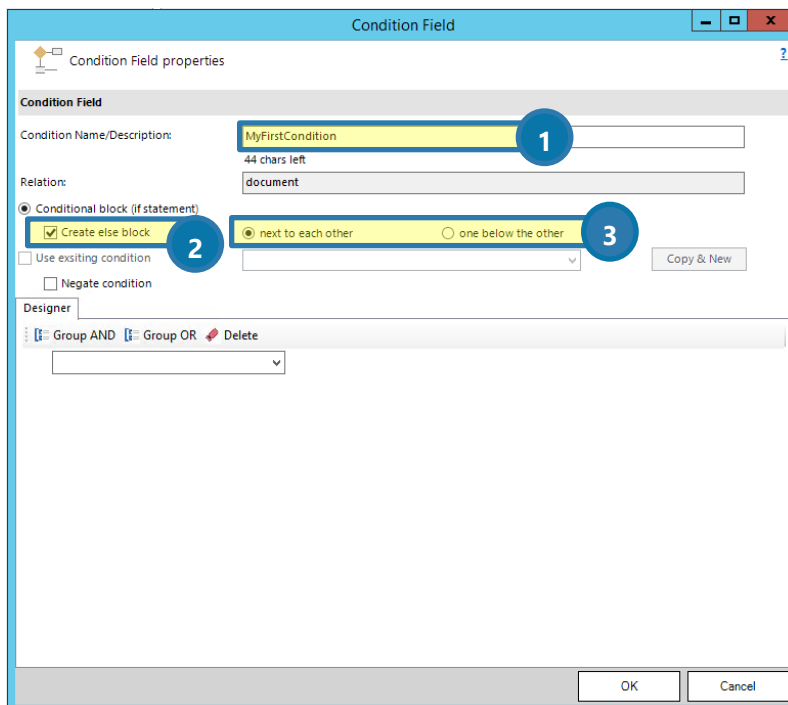 Condition Field
Condition Field properties
?
Condition Field
Condition Name/Description: MyFirstCondition 1
44 chars left
Relation: document
Conditional block (if statement)
Create else block 2 next to each other one below the other 3
Use exsiting condition Copy & New
Negate condition
Designer
Group AND Group OR Delete
OK Cancel